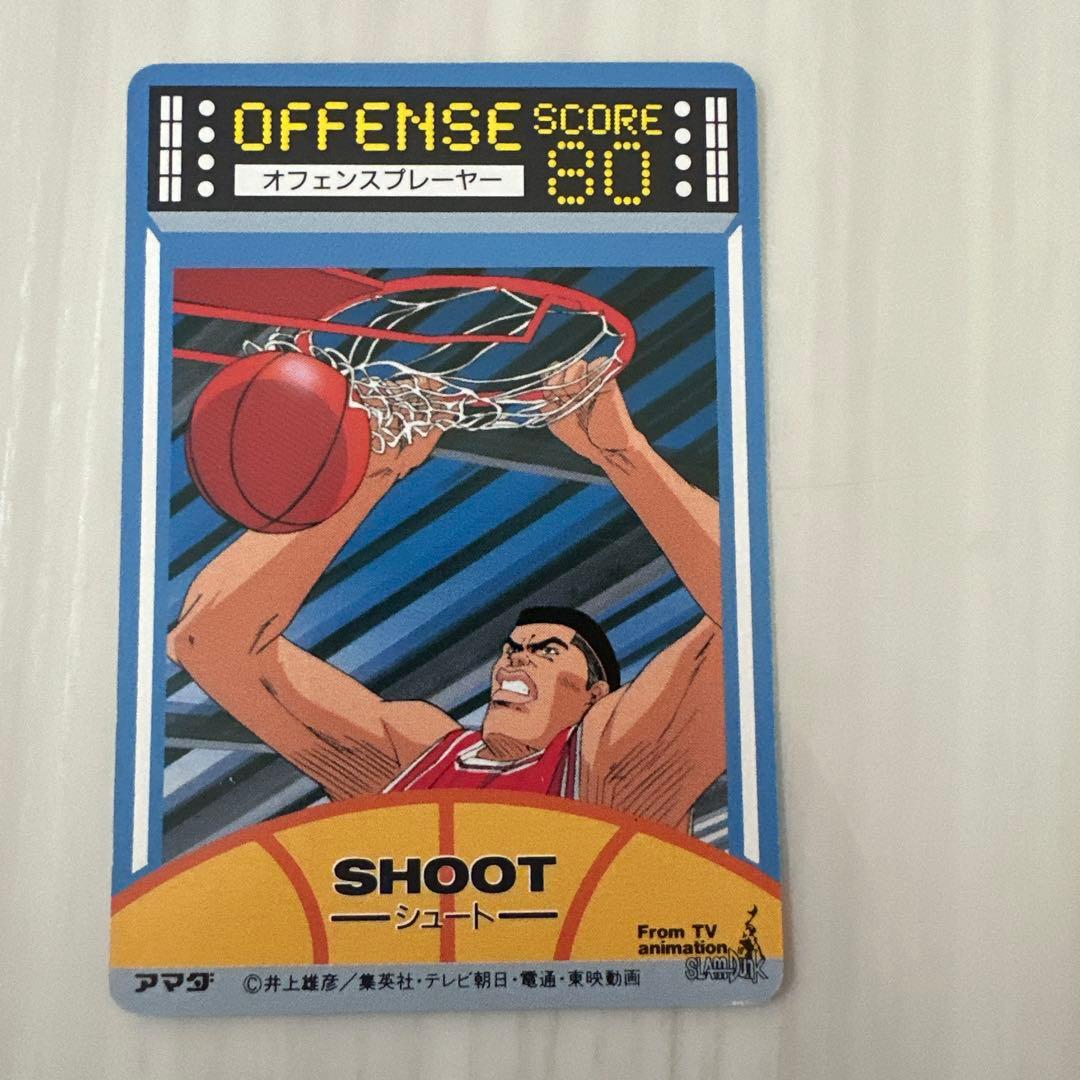 OFFENSE SCORE
オフェンスプレーヤー 80
SHOOT
シュート
From TV
animation
SLAM DUNK
アマダ ©井上雄彦／集英社・テレビ朝日・電通・東映動画